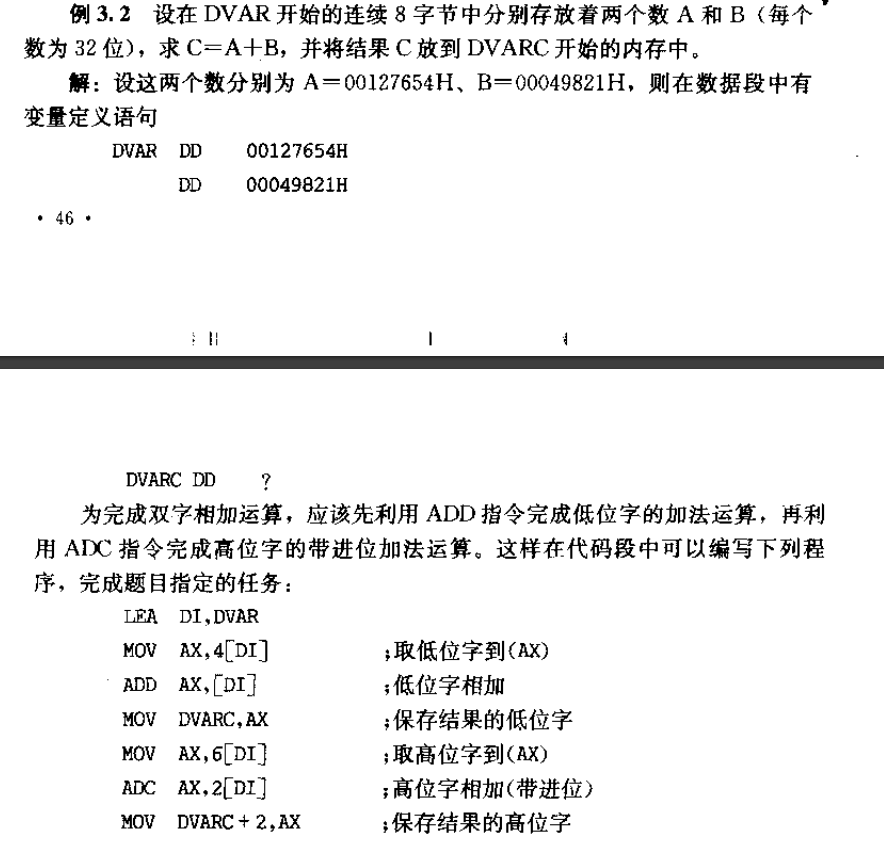 例 3.2 设在 DVAR 开始的连续 8 字节中分别存放着两个数 A 和 B（每个
数为 32 位），求 C=A+B，并将结果 C 放到 DVARC 开始的内存中。
解：设这两个数分别为 A=00127654H、B=00049821H，则在数据段中有
变量定义语句
DVAR DD 00127654H
DD 00049821H
· 46 ·
DVARC DD ?
为完成双字相加运算，应该先利用 ADD 指令完成低位字的加法运算，再利
用 ADC 指令完成高位字的带进位加法运算。这样在代码段中可以编写下列程
序，完成题目指定的任务：
LEA DI,DVAR
MOV AX,4[DI] ;取低位字到(AX)
ADD AX,[DI] ;低位字相加
MOV DVARC,AX ;保存结果的低位字
MOV AX,6[DI] ;取高位字到(AX)
ADC AX,2[DI] ;高位字相加(带进位)
MOV DVARC+2,AX ;保存结果的高位字